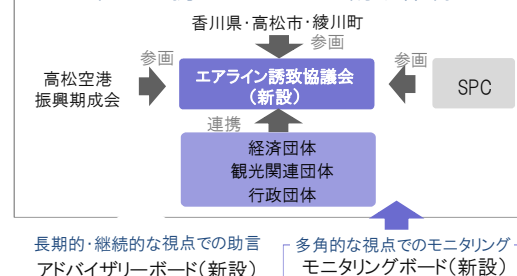 香川県・高松市・綾川町
参画
参画
参画
高松空港
振興期成会
エアライン誘致協議会
(新設)
SPC
連携
経済団体
観光関連団体
行政団体
長期的・継続的な視点での助言
アドバイザリーボード(新設)
多角的な視点でのモニタリング
モニタリングボード(新設)